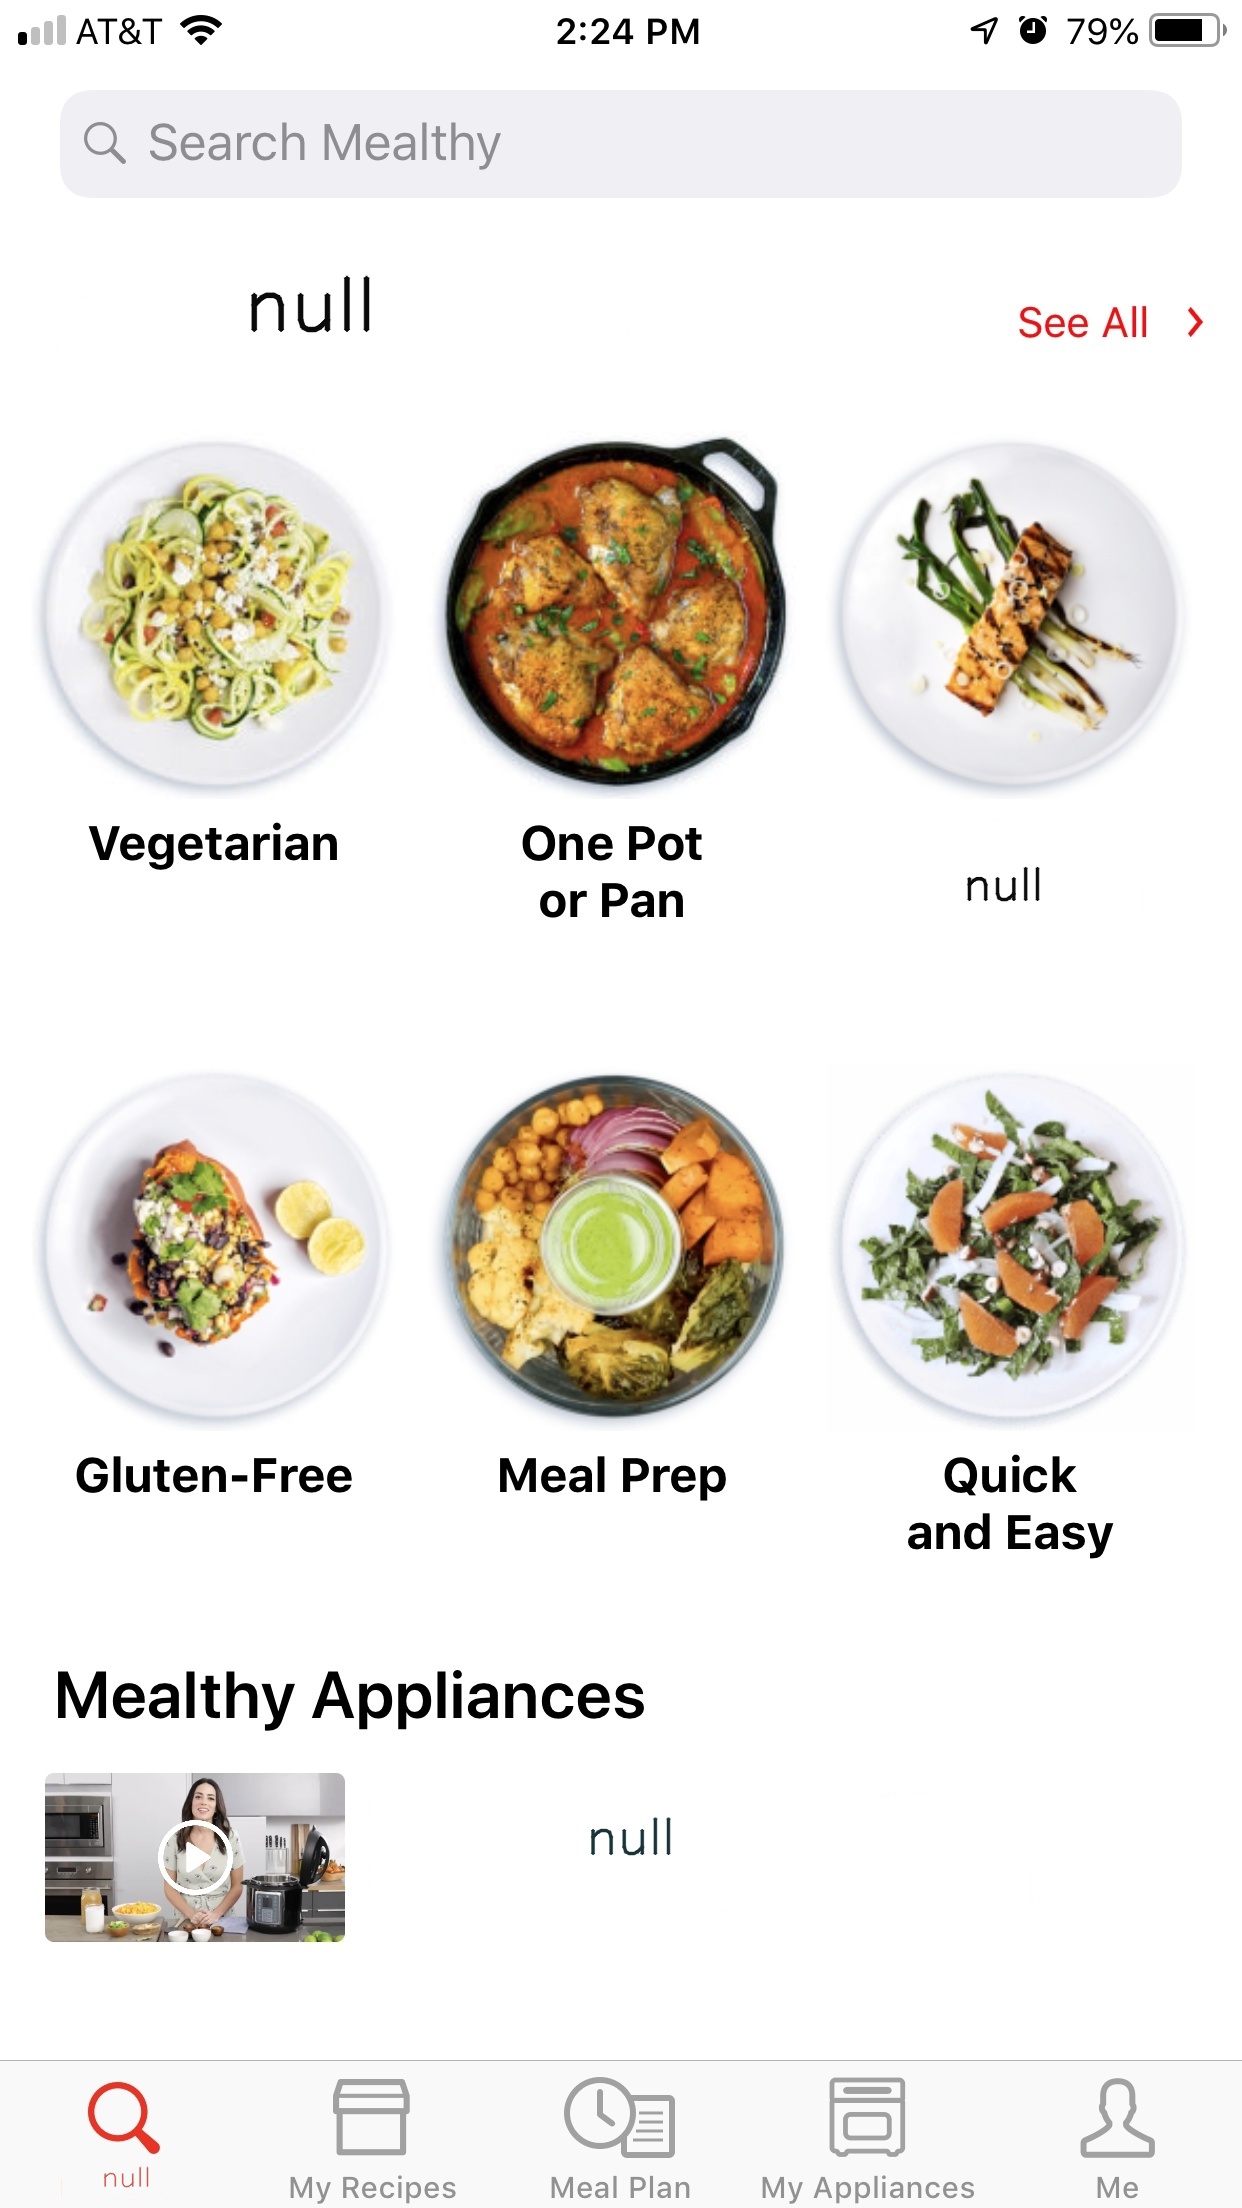 AT&T
2:24 PM
79%
Search Mealthy
null
See All
Vegetarian
One Pot
or Pan
null
Gluten-Free
Meal Prep
Quick
and Easy
Mealthy Appliances
null
null
My Recipes
Meal Plan
My Appliances
Me